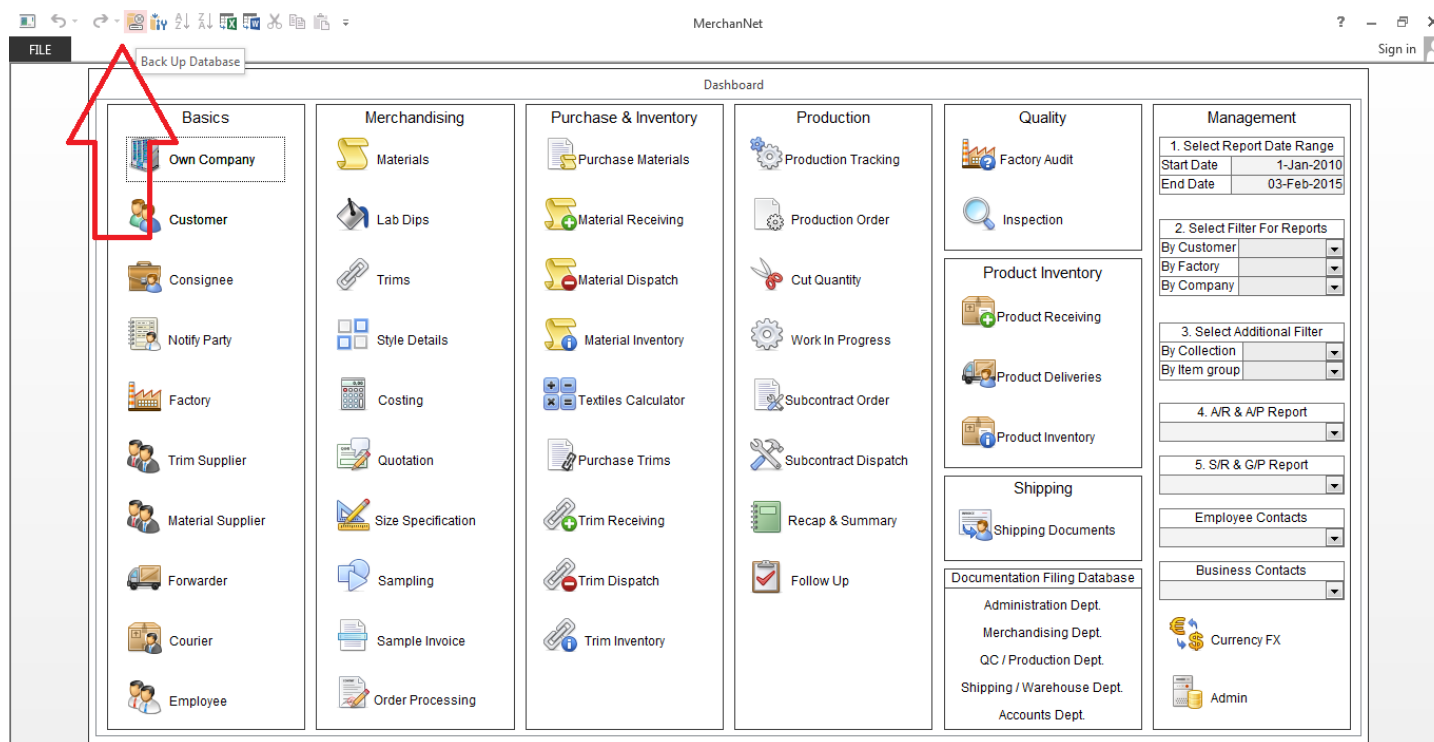 MerchanNet
?
FILE
Sign in
Back Up Database
Dashboard
Basics
Own Company
Customer
Consignee
Notify Party
Factory
Trim Supplier
Material Supplier
Forwarder
Courier
Employee
Merchandising
Materials
Lab Dips
Trims
Style Details
Costing
Quotation
Size Specification
Sampling
Sample Invoice
Order Processing
Purchase & Inventory
Purchase Materials
Material Receiving
Material Dispatch
Material Inventory
Textiles Calculator
Purchase Trims
Trim Receiving
Trim Dispatch
Trim Inventory
Production
Production Tracking
Production Order
Cut Quantity
Work In Progress
Subcontract Order
Subcontract Dispatch
Recap & Summary
Follow Up
Quality
Factory Audit
Inspection
Product Inventory
Product Receiving
Product Deliveries
Product Inventory
Shipping
Shipping Documents
Documentation Filing Database
Administration Dept.
Merchandising Dept.
QC / Production Dept.
Shipping / Warehouse Dept.
Accounts Dept.
Management
1. Select Report Date Range
Start Date 1-Jan-2010
End Date 03-Feb-2015
2. Select Filter For Reports
By Customer
By Factory
By Company
3. Select Additional Filter
By Collection
By Item group
4. A/R & A/P Report
5. S/R & G/P Report
Employee Contacts
Business Contacts
Currency FX
Admin